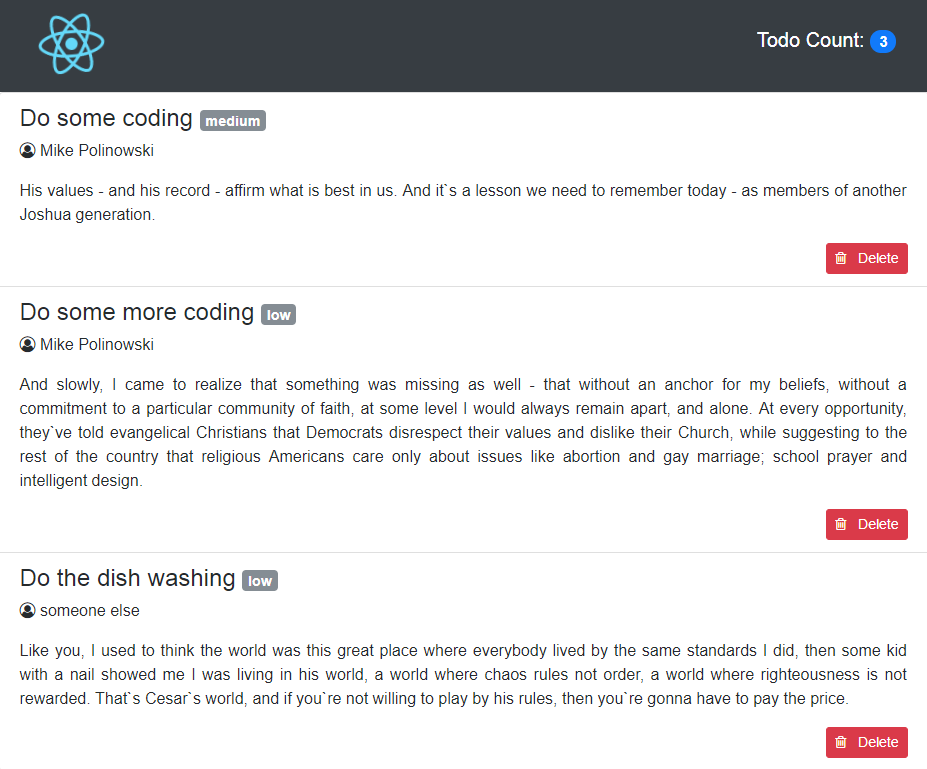 Todo Count: 3
Do some coding medium
Mike Polinowski
His values - and his record - affirm what is best in us. And it`s a lesson we need to remember today - as members of another
Joshua generation.
Delete
Do some more coding low
Mike Polinowski
And slowly, I came to realize that something was missing as well - that without an anchor for my beliefs, without a
commitment to a particular community of faith, at some level I would always remain apart, and alone. At every opportunity,
they`ve told evangelical Christians that Democrats disrespect their values and dislike their Church, while suggesting to the
rest of the country that religious Americans care only about issues like abortion and gay marriage; school prayer and
intelligent design.
Delete
Do the dish washing low
someone else
Like you, I used to think the world was this great place where everybody lived by the same standards I did, then some kid
with a nail showed me I was living in his world, a world where chaos rules not order, a world where righteousness is not
rewarded. That`s Cesar`s world, and if you`re not willing to play by his rules, then you`re gonna have to pay the price.
Delete